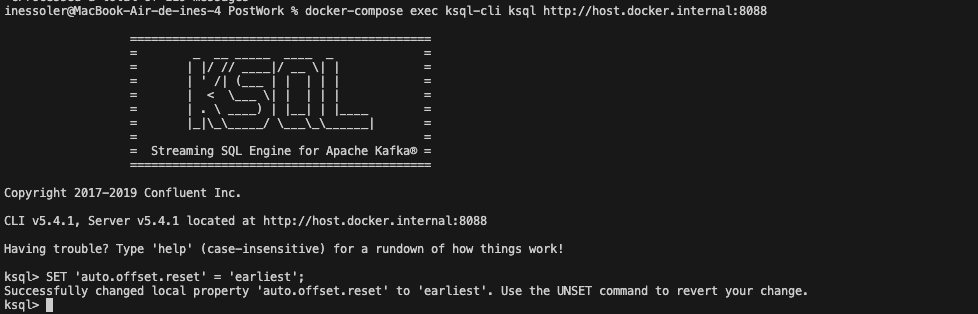 inessoler@MacBook-Air-de-ines-4 PostWork % docker-compose exec ksql-cli ksql http://host.docker.internal:8088
===========================================
=        _  __ _____  ____  _             =
=       | |/ // ____|/ __ \| |            =
=       | ' /| (___ | |  | | |            =
=       |  <  \___ \| |  | | |            =
=       | . \ ____) | |__| | |____        =
=       |_|\_\_____/ \___\_\______|       =
=                                         =
=  Streaming SQL Engine for Apache Kafka® =
===========================================
Copyright 2017-2019 Confluent Inc.
CLI v5.4.1, Server v5.4.1 located at http://host.docker.internal:8088
Having trouble? Type 'help' (case-insensitive) for a rundown of how things work!
ksql> SET 'auto.offset.reset' = 'earliest';
Successfully changed local property 'auto.offset.reset' to 'earliest'. Use the UNSET command to revert your change.
ksql>